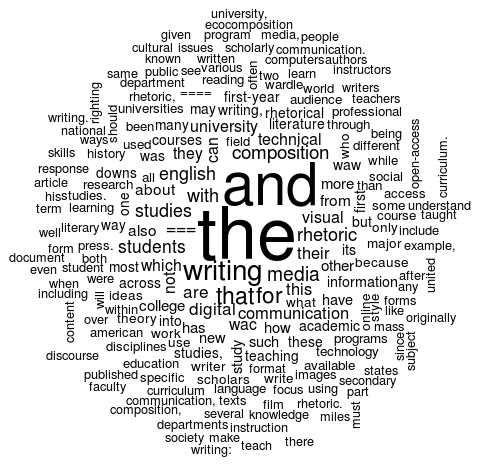 university,
ecocomposition
given program media, people
cultural issues scholarly communication.
known written computers authors
same public see various often two learn instructors
department reading wardle world writers
rhetoric, ==== first-year audience teachers
righting universities may writing, rhetorical professional
writing. should been many university literature through being
national ways used courses can field technical who different open-access
skills history was they composition waw while curriculum.
response downs all english more than social
article research about with and from first access
his studies. one studies visual but some understand
term learning also === the rhetoric course taught
well literary way students their its only include
form press. major example,
document both which writing media other because
even student most not information after united
when were across are that for this online style any
including will ideas college digital what have forms
content within communication like originally
over theory into, has wac how academic mass
american work use new such these programs since subject
disciplines studies, study teaching technology
discourse education writer format available states
published specific scholars write images secondary
faculty curriculum language focus using part
communication, texts film rhetoric. must
composition, several knowledge miles
departments instruction
society make, teach there
writing: